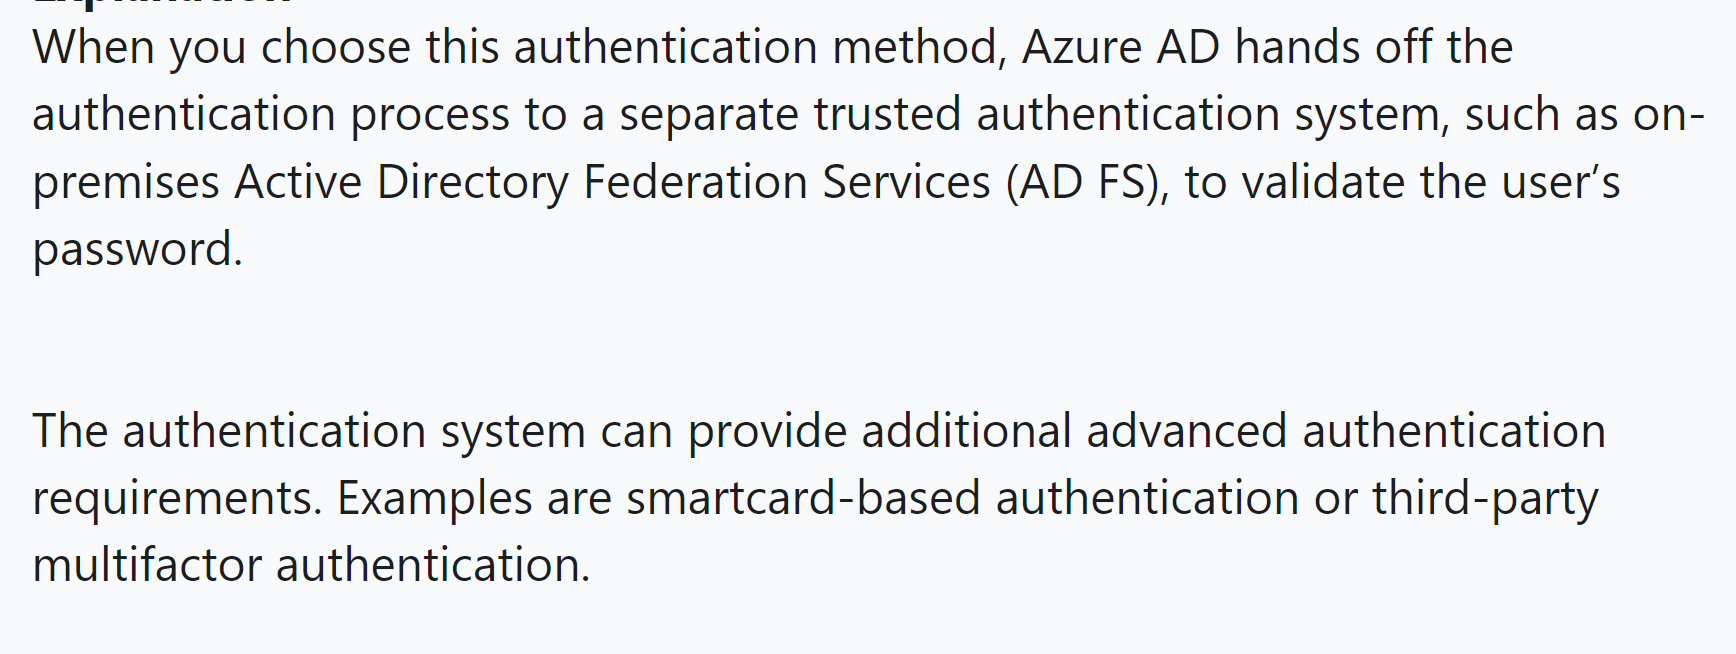 When you choose this authentication method, Azure AD hands off the
authentication process to a separate trusted authentication system, such as on-
premises Active Directory Federation Services (AD FS), to validate the user’s
password.
The authentication system can provide additional advanced authentication
requirements. Examples are smartcard-based authentication or third-party
multifactor authentication.